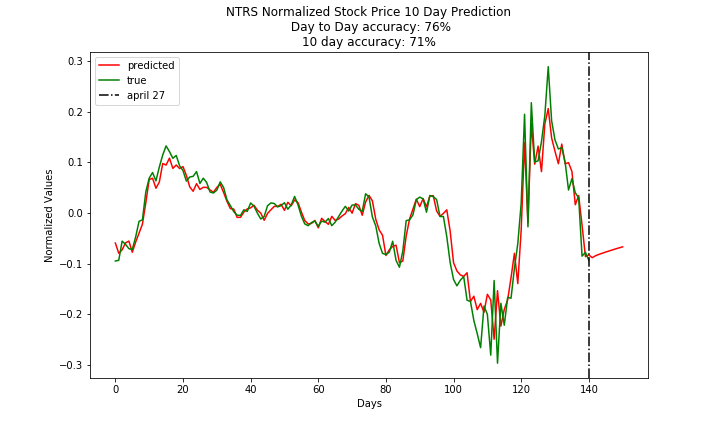 NTRS Normalized Stock Price 10 Day Prediction
Day to Day accuracy: 76%
10 day accuracy: 71%
predicted
true
april 27
Normalized Values
0.3
0.2
0.1
0.0
−0.1
−0.2
−0.3
0 20 40 60 80 100 120 140
Days